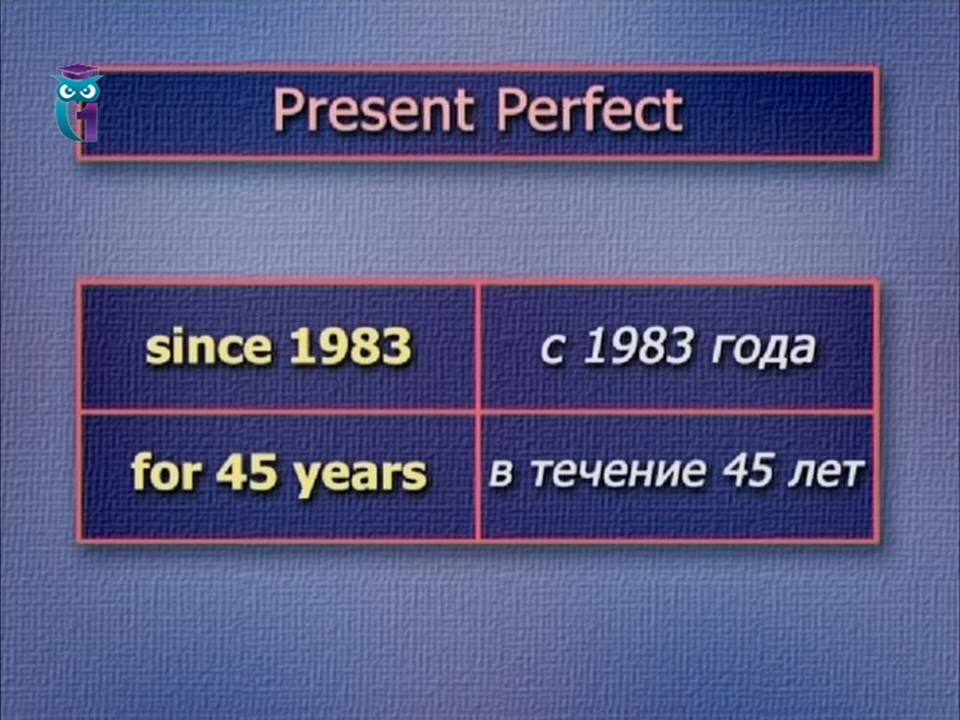 Present Perfect
since 1983
с 1983 года
for 45 years
в течение 45 лет